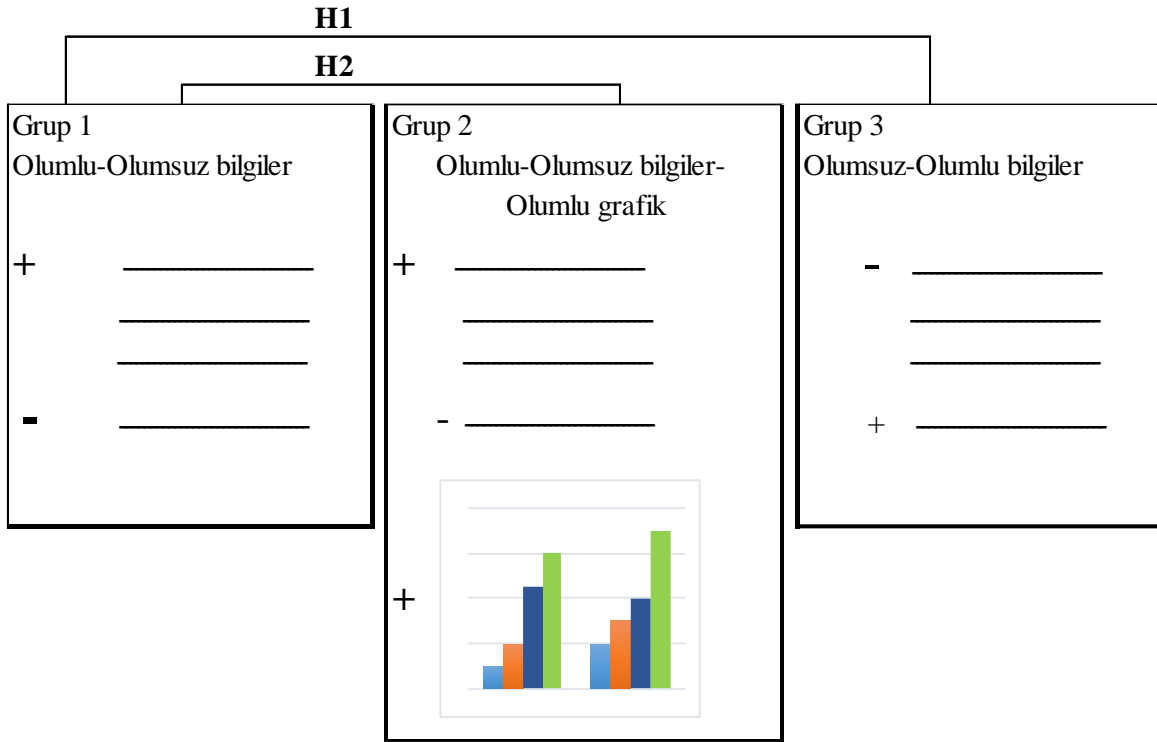 H1
H2
Grup 1
Olumlu-Olumsuz bilgiler
+
-
Grup 2
Olumlu-Olumsuz bilgiler-
Olumlu grafik
+
-
+
Grup 3
Olumsuz-Olumlu bilgiler
-
+